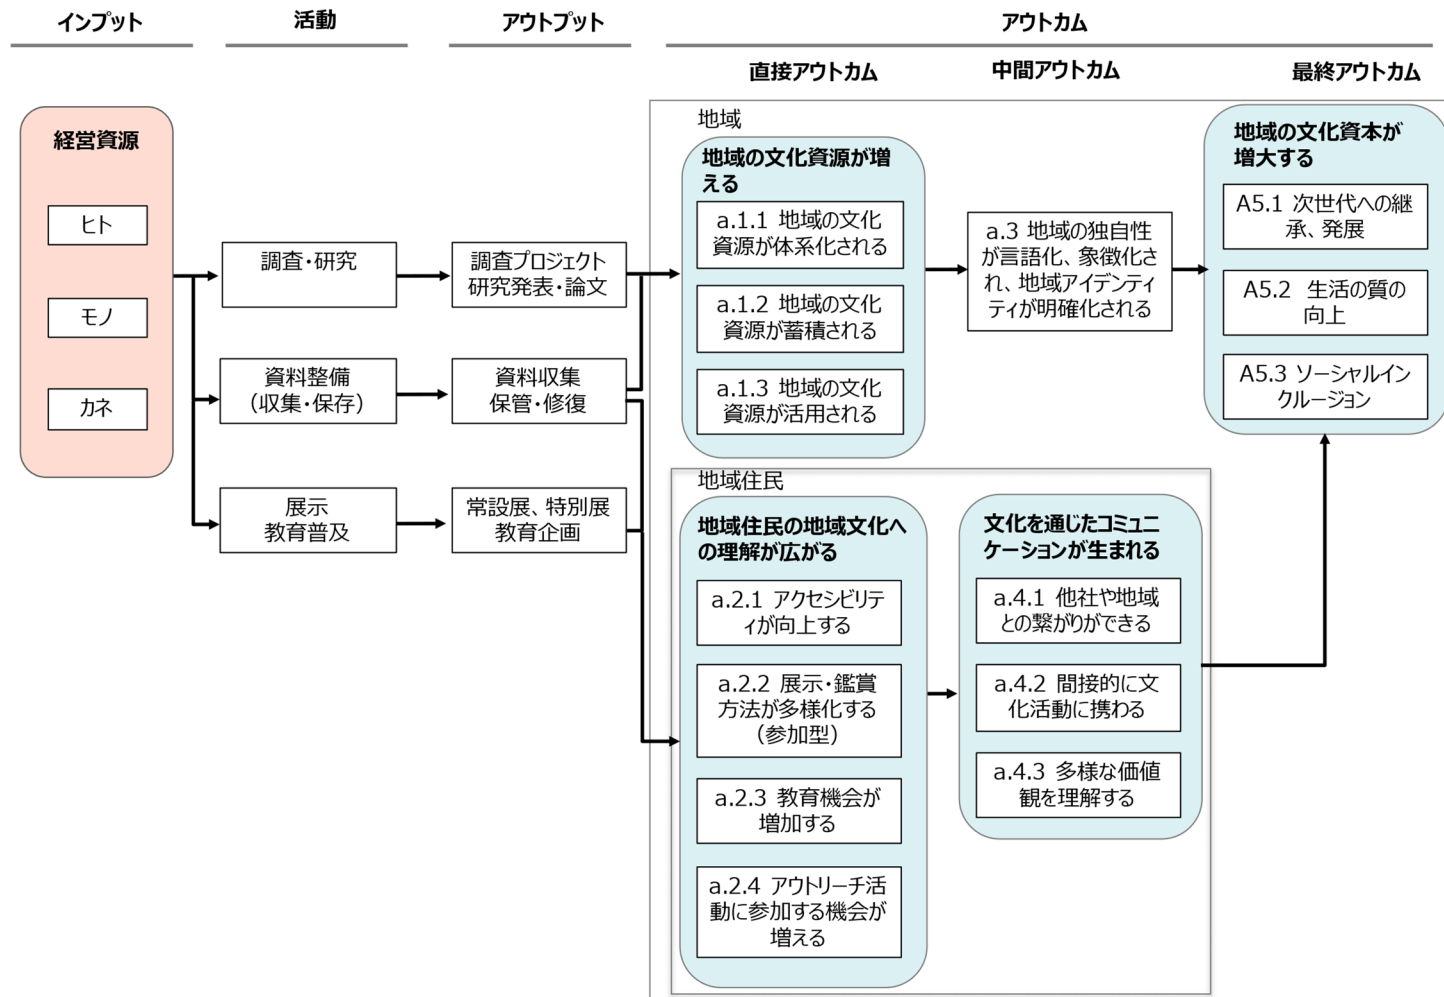 インプット
活動
アウトプット
アウトカム
直接アウトカム
中間アウトカム
最終アウトカム
経営資源
ヒト
モノ
カネ
調査・研究
資料整備
（収集・保存）
展示
教育普及
調査プロジェクト
研究発表・論文
資料収集
保管・修復
常設展、特別展
教育企画
地域
地域の文化資源が増
える
a.1.1 地域の文化
資源が体系化される
a.1.2 地域の文化
資源が蓄積される
a.1.3 地域の文化
資源が活用される
a.3 地域の独自性
が言語化、象徴化さ
れ、地域アイデンティ
ティが明確化される
地域の文化資本が
増大する
A5.1 次世代への継
承、発展
A5.2 生活の質の
向上
A5.3 ソーシャルイン
クルージョン
地域住民
地域住民の地域文化へ
の理解が広がる
a.2.1 アクセシビリテ
ィが向上する
a.2.2 展示・鑑賞
方法が多様化する
（参加型）
a.2.3 教育機会が
増加する
a.2.4 アウトリーチ活
動に参加する機会が
増える
文化を通じたコミュニ
ケーションが生まれる
a.4.1 他社や地域
との繋がりができる
a.4.2 間接的に文
化活動に携わる
a.4.3 多様な価値
観を理解する